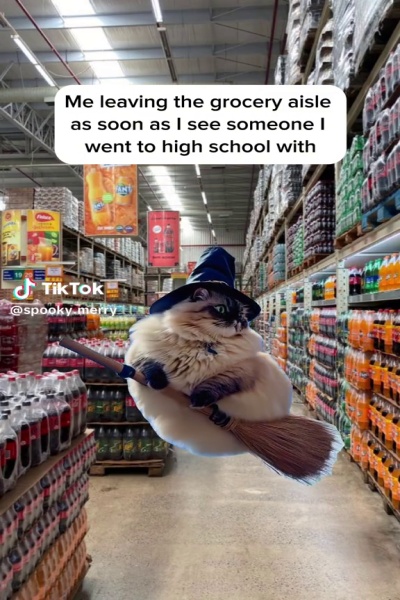 Me leaving the grocery aisle
as soon as I see someone I
went to high school with
TikTok
@spooky.merry